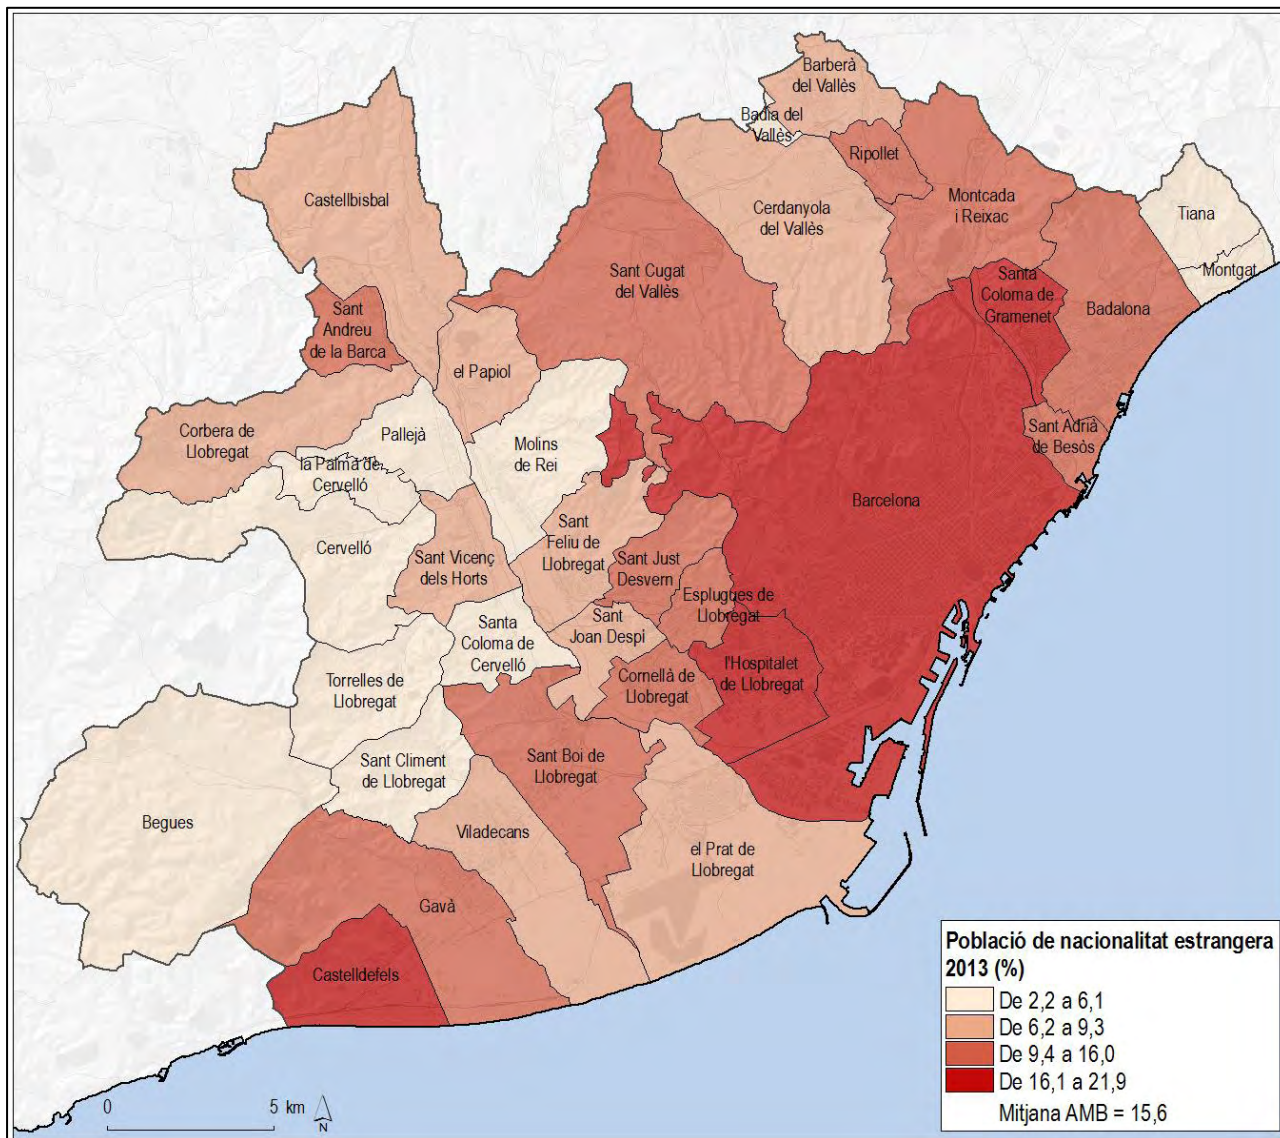 Barberà
del Vallès
Badia del
Vallès
Ripollet
Castellbisbal
Montcada
i Reixac
Cerdanyola
del Vallès
Tiana
Montgat
Sant Cugat
del Vallès
Santa
Coloma de
Gramenet
Badalona
Sant
Andreu
de la Barca
el Papiol
Corbera de
Llobregat
Pallejà
Molins
de Rei
Sant Adrià
de Besòs
la Palma de
Cervelló
Barcelona
Cervelló
Sant Vicenç
dels Horts
Sant
Feliu de
Llobregat
Sant Just
Desvern
Esplugues de
Llobregat
Santa
Coloma de
Cervelló
Sant
Joan Despí
Torrelles de
Llobregat
Cornellà de
Llobregat
l'Hospitalet
de Llobregat
Sant Climent
de Llobregat
Sant Boi de
Llobregat
Begues
Viladecans
el Prat de
Llobregat
Gavà
Castelldefels
Població de nacionalitat estrangera
2013 (%)
De 2,2 a 6,1
De 6,2 a 9,3
De 9,4 a 16,0
De 16,1 a 21,9
Mitjana AMB = 15,6
0 5 km
N